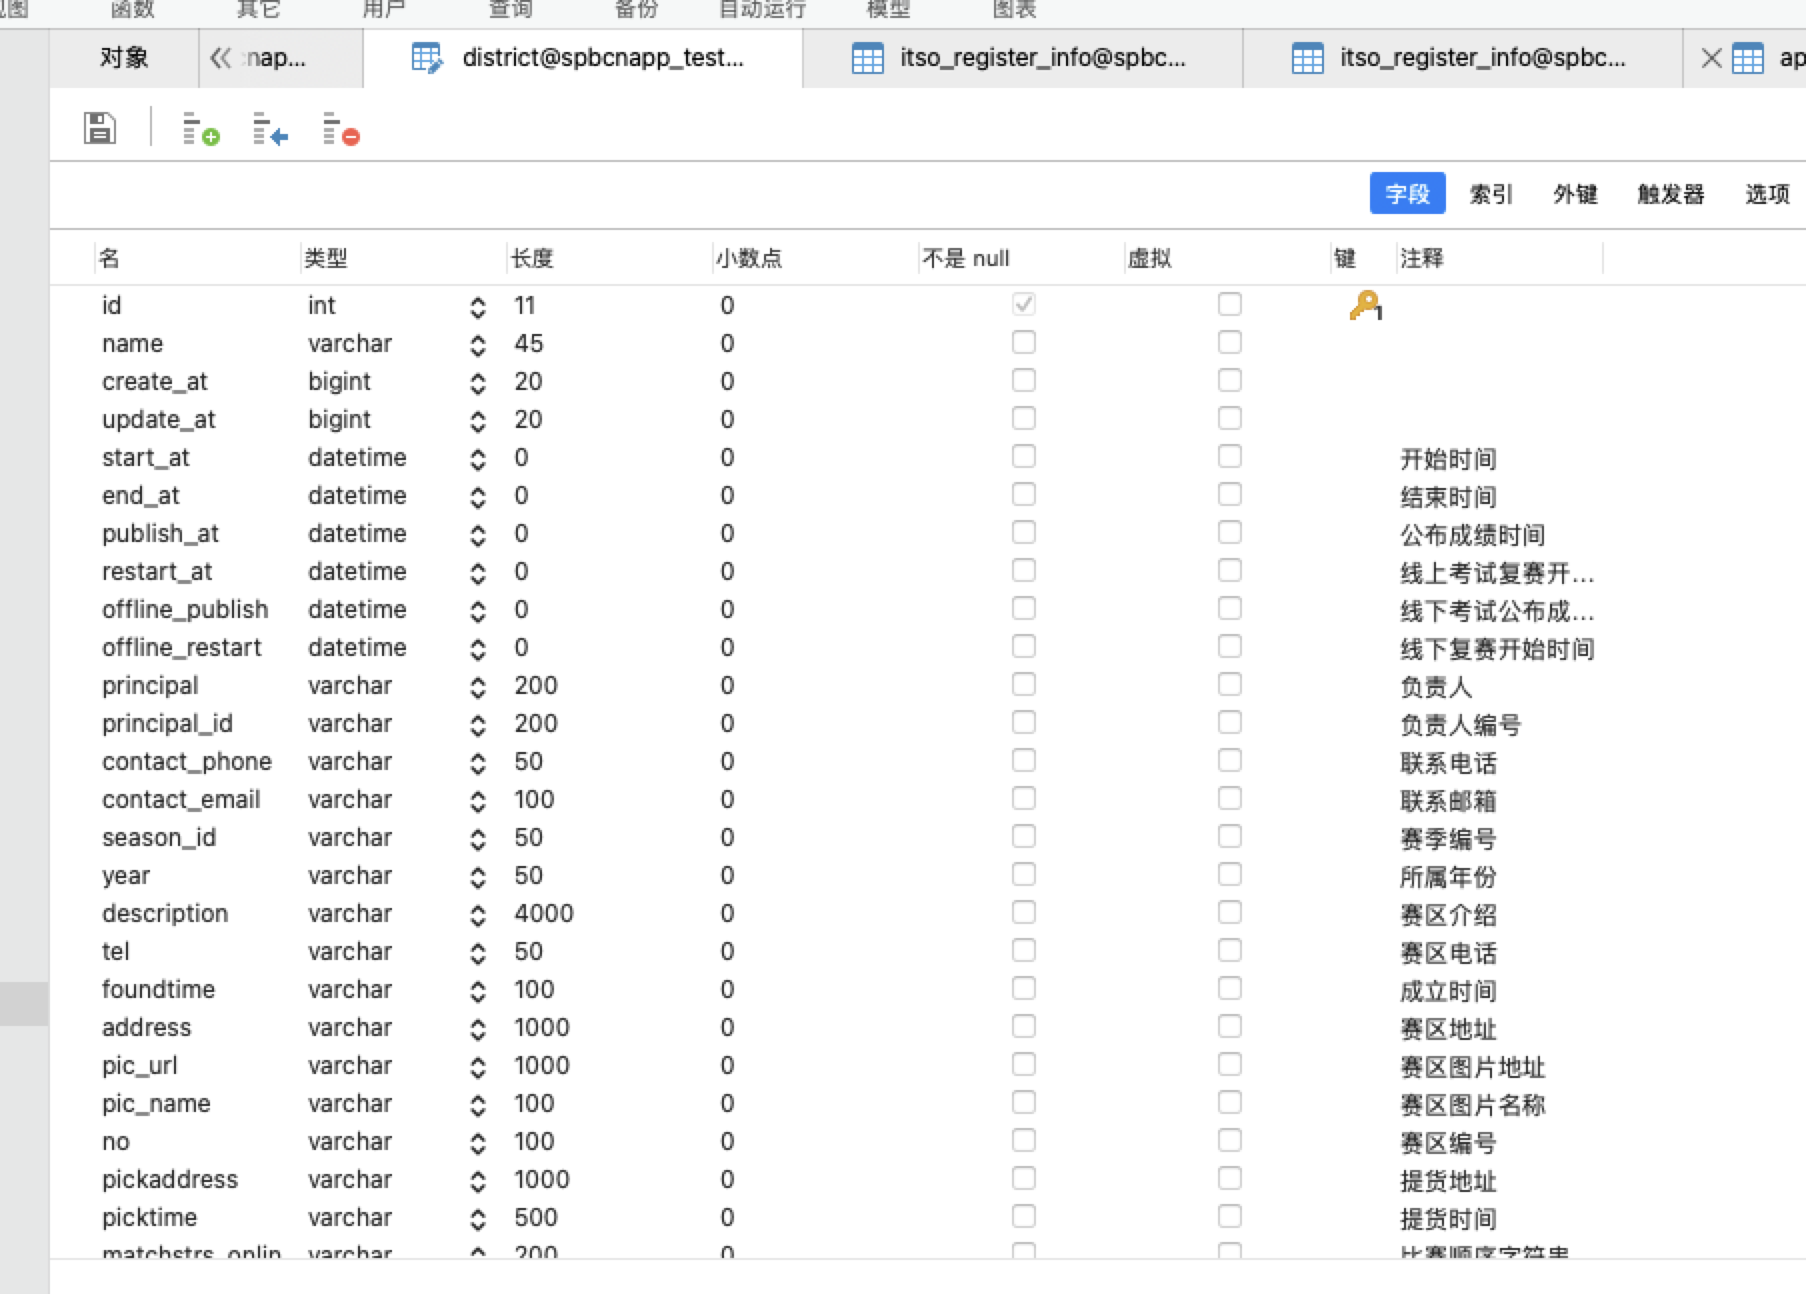 函数 其它 用户 查询 备份 自动运行 模型 图表
对象 nap... district@spbcnapp_test... itso_register_info@spbc... itso_register_info@spbc... ap
字段 索引 外键 触发器 选项
名 类型 长度 小数点 不是 null 虚拟 键 注释
id int 11 0 1
name varchar 45 0
create_at bigint 20 0
update_at bigint 20 0
start_at datetime 0 0 开始时间
end_at datetime 0 0 结束时间
publish_at datetime 0 0 公布成绩时间
restart_at datetime 0 0 线上考试复赛开...
offline_publish datetime 0 0 线下考试公布成...
offline_restart datetime 0 0 线下复赛开始时间
principal varchar 200 0 负责人
principal_id varchar 200 0 负责人编号
contact_phone varchar 50 0 联系电话
contact_email varchar 100 0 联系邮箱
season_id varchar 50 0 赛季编号
year varchar 50 0 所属年份
description varchar 4000 0 赛区介绍
tel varchar 50 0 赛区电话
foundtime varchar 100 0 成立时间
address varchar 1000 0 赛区地址
pic_url varchar 1000 0 赛区图片地址
pic_name varchar 100 0 赛区图片名称
no varchar 100 0 赛区编号
pickaddress varchar 1000 0 提货地址
picktime varchar 500 0 提货时间
matchstrs_onlin varchar 200 0 比赛顺序字符串